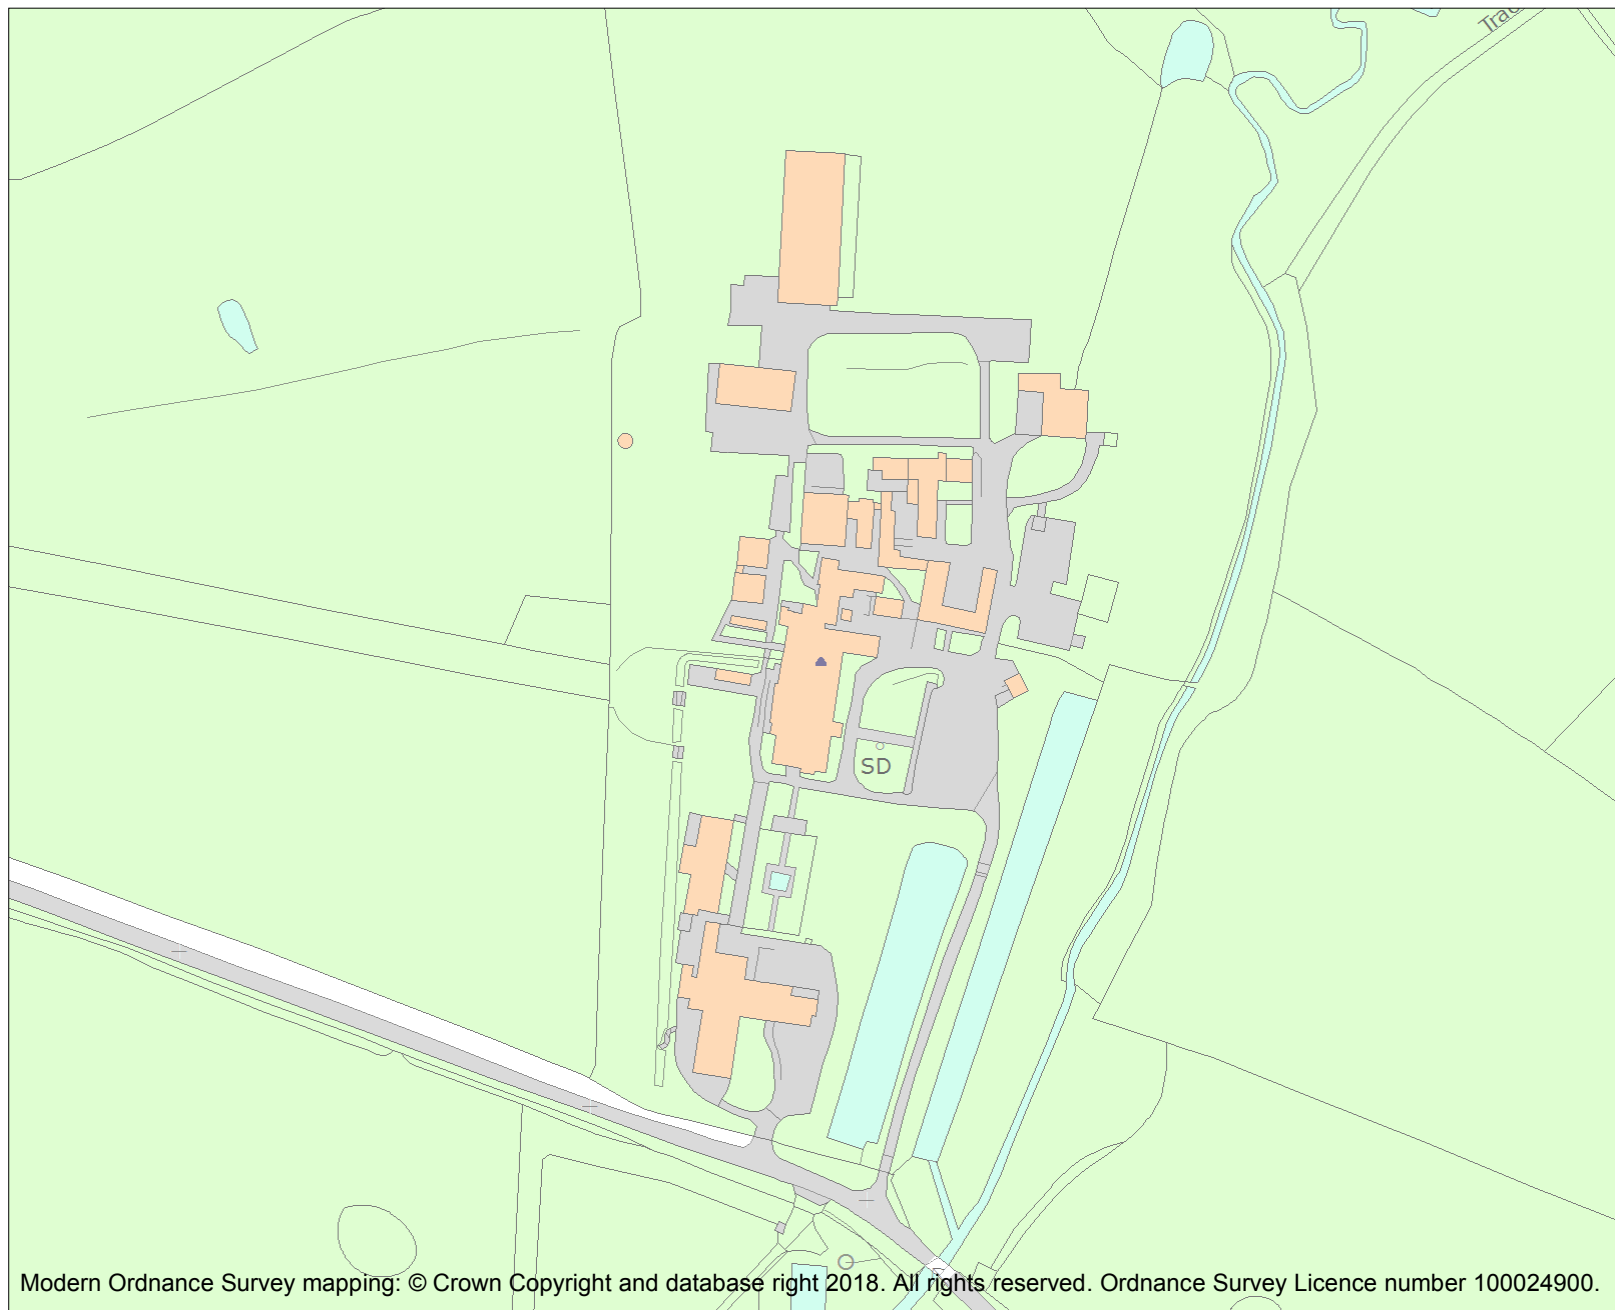 SD
Modern Ordnance Survey mapping: © Crown Copyright and database right 2018. All rights reserved. Ordnance Survey Licence number 100024900.